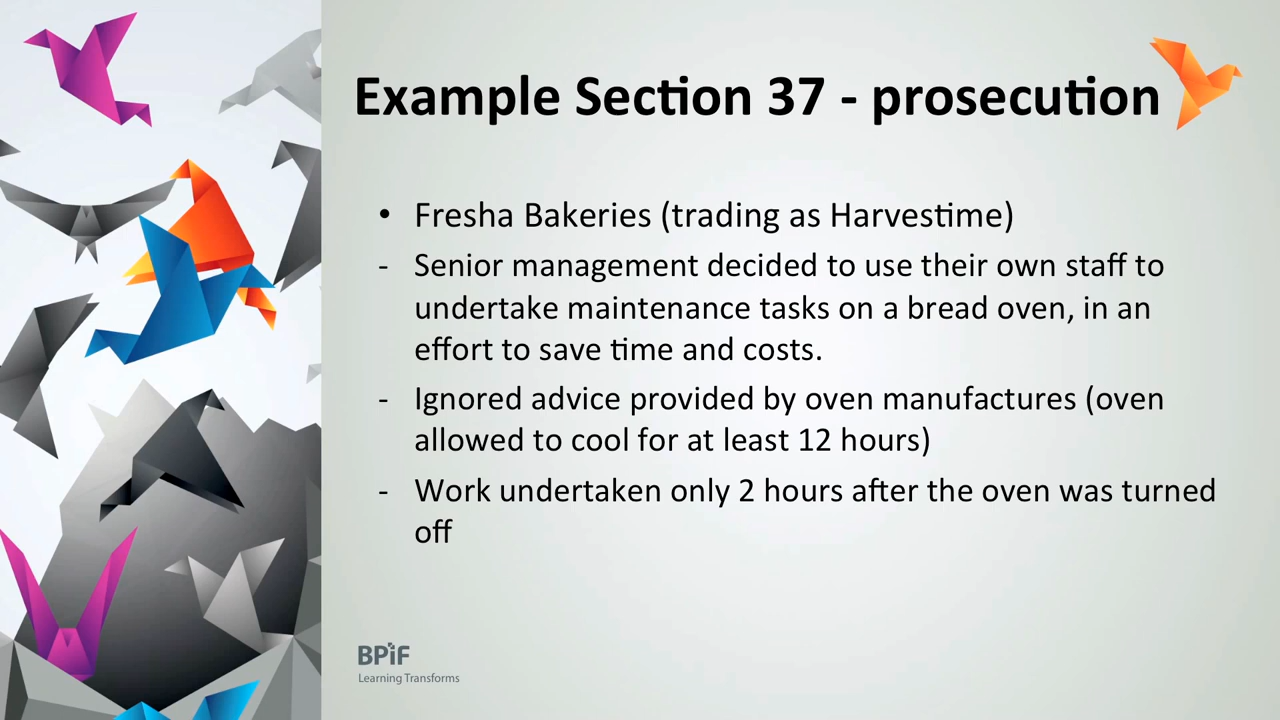 Example Section 37 - prosecution
• Fresha Bakeries (trading as Harvestime)
- Senior management decided to use their own staff to
undertake maintenance tasks on a bread oven, in an
effort to save time and costs.
- Ignored advice provided by oven manufactures (oven
allowed to cool for at least 12 hours)
- Work undertaken only 2 hours after the oven was turned
off
BPiF
Learning Transforms